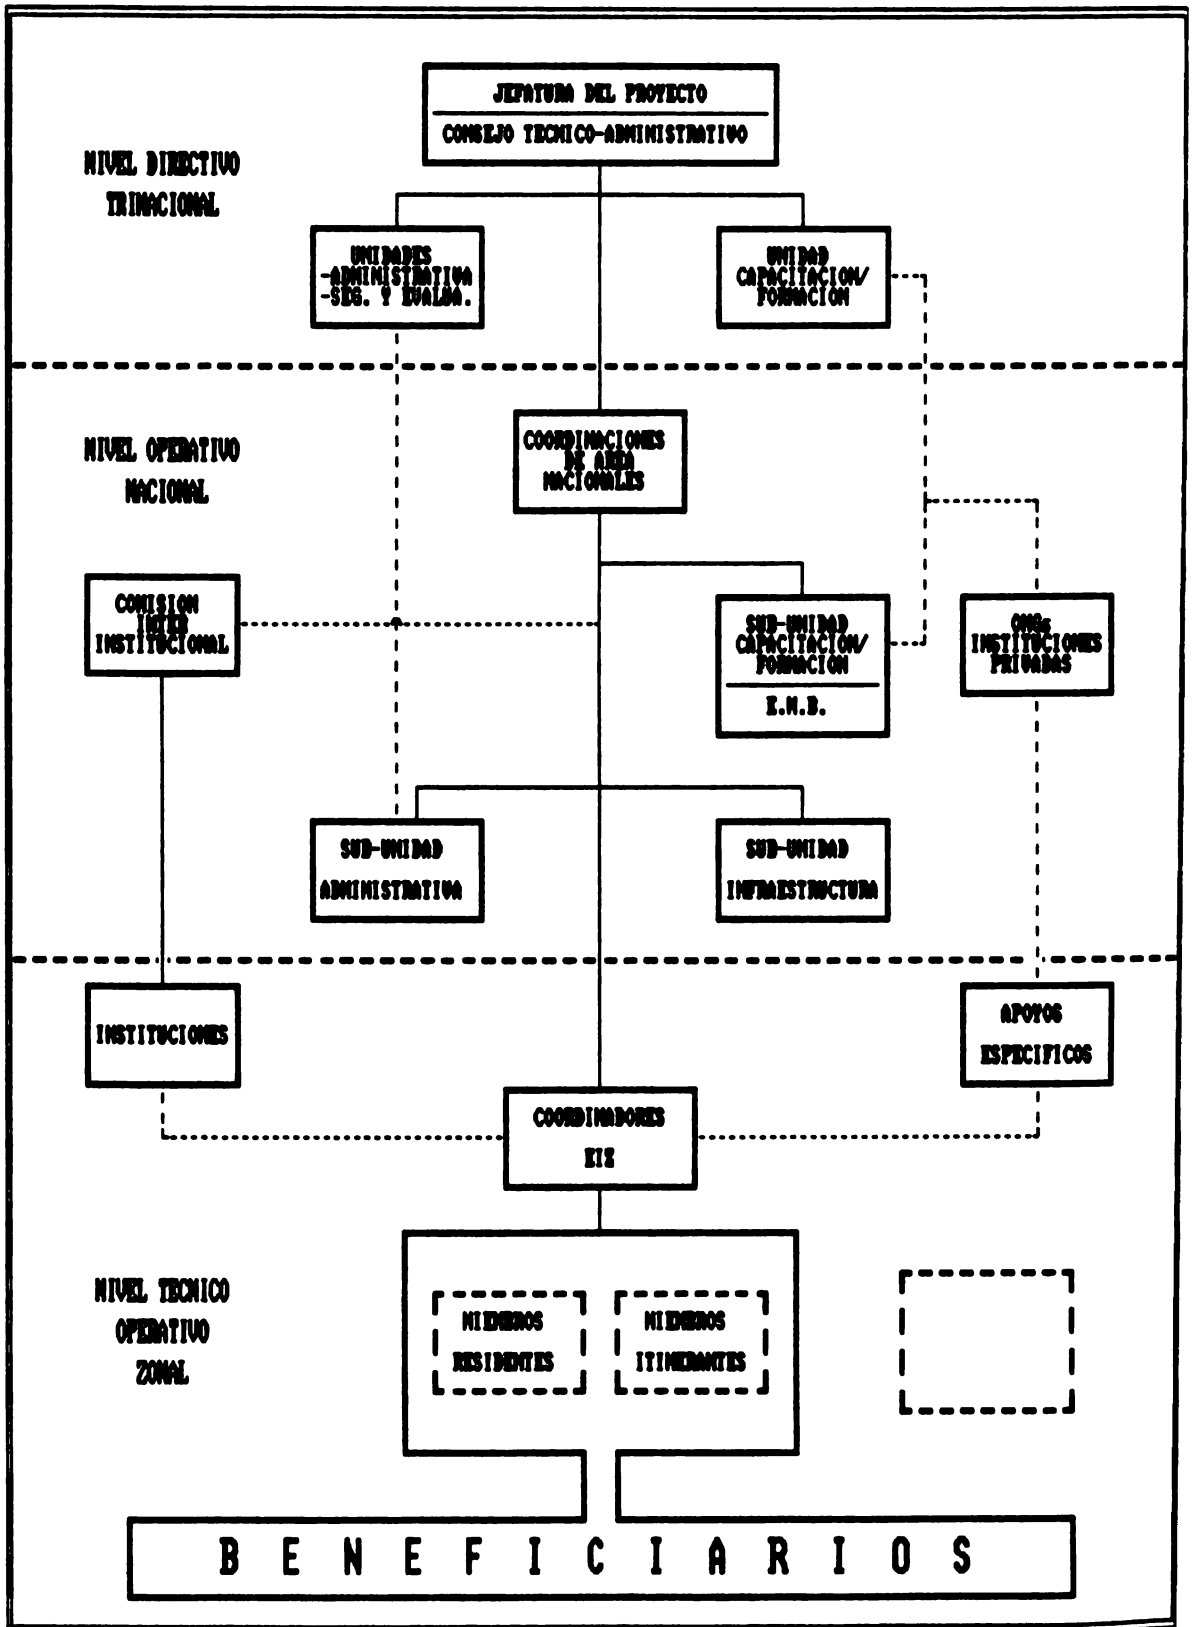 JEFATURA DEL PROYECTO
CONSEJO TECNICO-ADMINISTRATIVO
NIVEL DIRECTIVO
TRINACIONAL
UNIDADES
-ADMINISTRATIVA
-SEG. Y EVALUA.
UNIDAD
CAPACITACION/
FORMACION
NIVEL OPERATIVO
NACIONAL
COORDINACIONES
DE AREA
NACIONALES
COMISION
INTER
INSTITUCIONAL
SUB-UNIDAD
CAPACITACION/
FORMACION
E.M.B.
ONGs
INSTITUCIONES
PRIVADAS
SUB-UNIDAD
ADMINISTRATIVA
SUB-UNIDAD
INFRAESTRUCTURA
INSTITUCIONES
APOYOS
ESPECIFICOS
COORDINADORES
EIZ
NIVEL TECNICO
OPERATIVO
ZONAL
MIEMBROS
RESIDENTES
MIEMBROS
ITINERANTES
BENEFICIARIOS